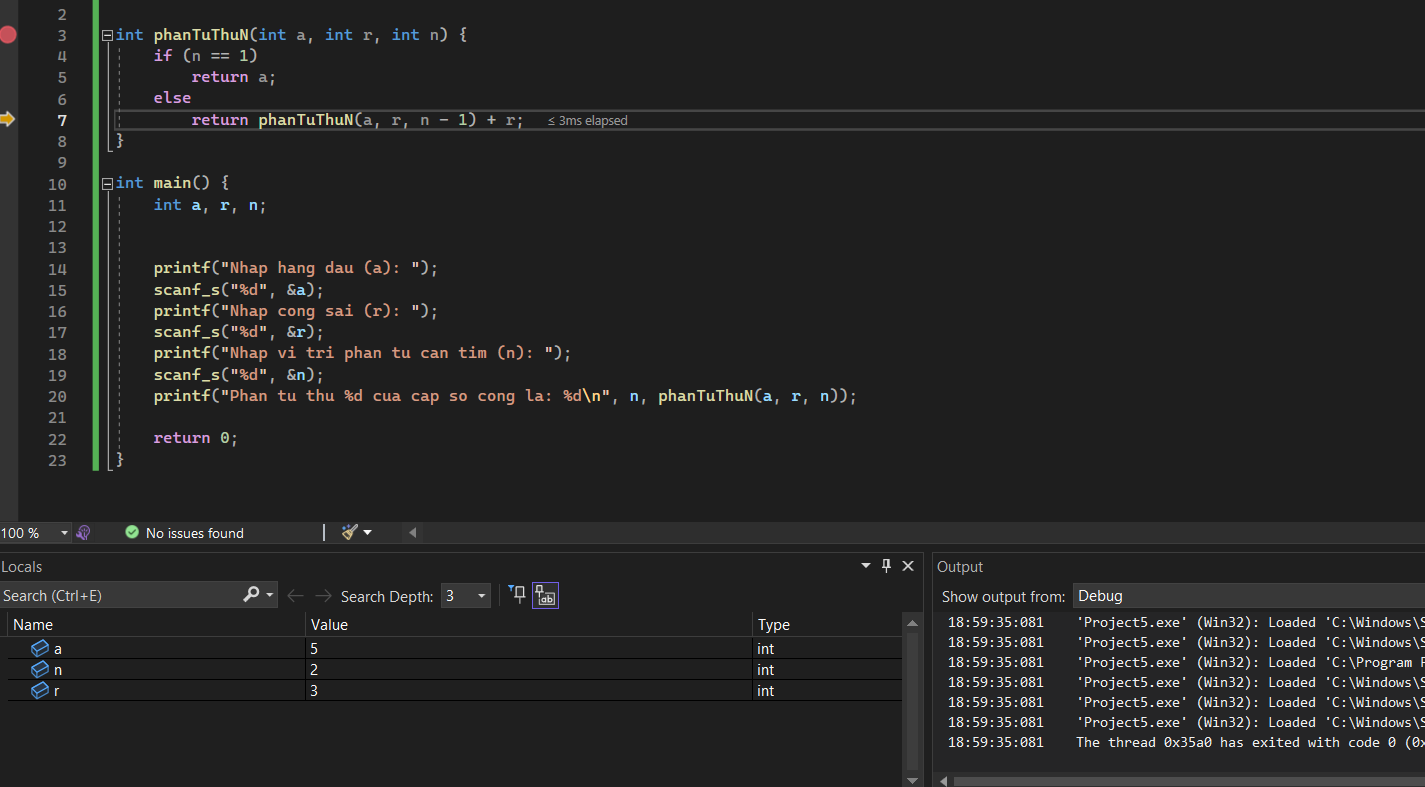 2
3 int phanTuThuN(int a, int r, int n) {
4 if (n == 1)
5 return a;
6 else
7 return phanTuThuN(a, r, n - 1) + r; ≤ 3ms elapsed
8 }
9
10 int main() {
11 int a, r, n;
12
13
14 printf("Nhap hang dau (a): ");
15 scanf_s("%d", &a);
16 printf("Nhap cong sai (r): ");
17 scanf_s("%d", &r);
18 printf("Nhap vi tri phan tu can tim (n): ");
19 scanf_s("%d", &n);
20 printf("Phan tu thu %d cua cap so cong la: %d\n", n, phanTuThuN(a, r, n));
21
22 return 0;
23 }
100 % No issues found
Locals
Search (Ctrl+E) Search Depth: 3
Name Value Type
a 5 int
n 2 int
r 3 int
Output
Show output from: Debug
18:59:35:081 'Project5.exe' (Win32): Loaded 'C:\Windows\S
18:59:35:081 'Project5.exe' (Win32): Loaded 'C:\Windows\S
18:59:35:081 'Project5.exe' (Win32): Loaded 'C:\Program F
18:59:35:081 'Project5.exe' (Win32): Loaded 'C:\Windows\S
18:59:35:081 'Project5.exe' (Win32): Loaded 'C:\Windows\S
18:59:35:081 'Project5.exe' (Win32): Loaded 'C:\Windows\S
18:59:35:081 The thread 0x35a0 has exited with code 0 (0x